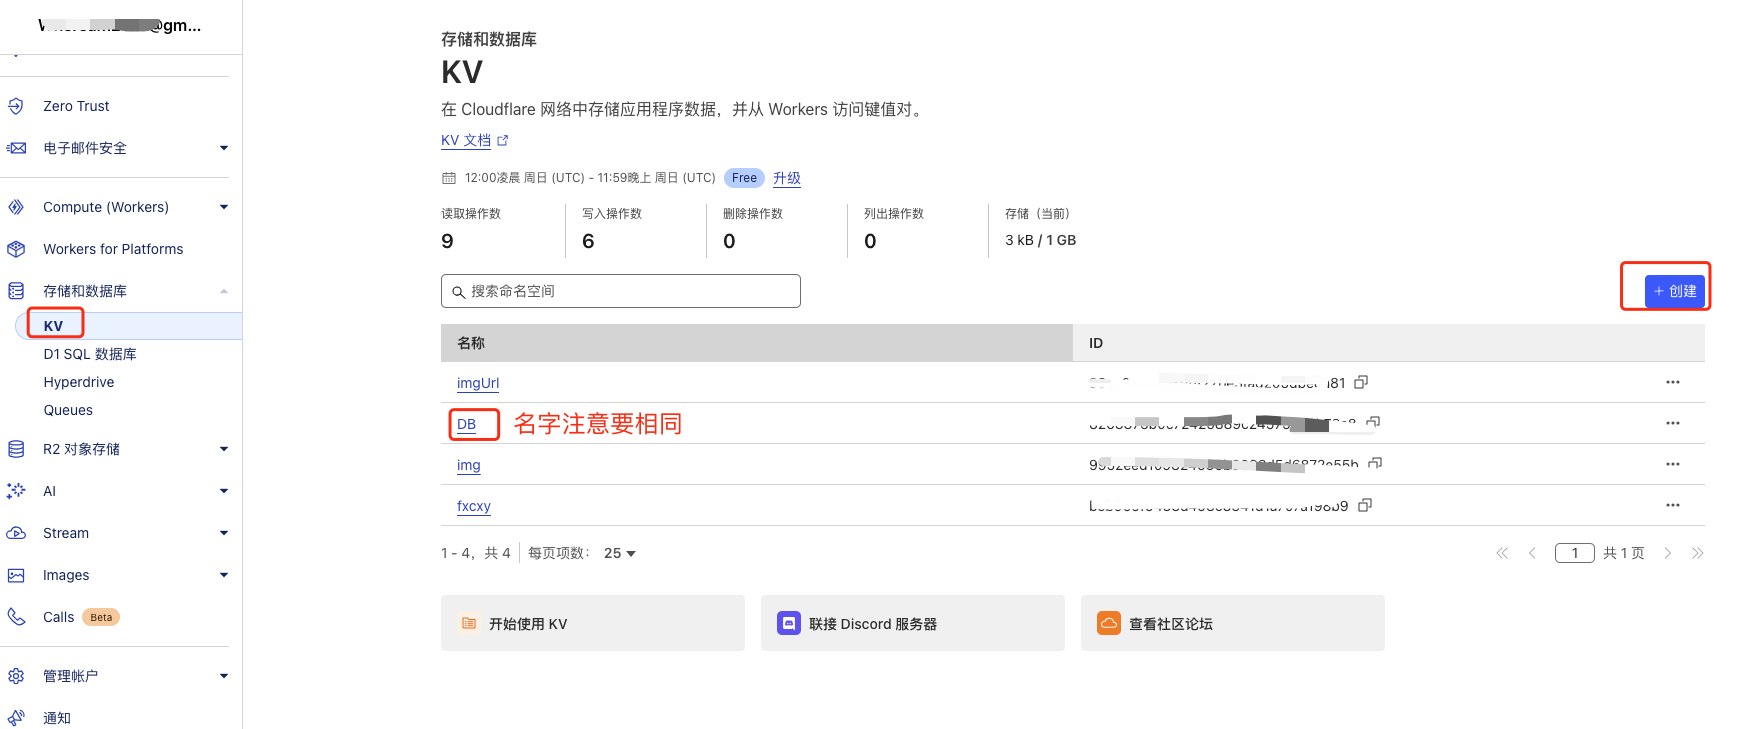 @gm...
Zero Trust
电子邮件安全
Compute (Workers)
Workers for Platforms
存储和数据库
KV
D1 SQL 数据库
Hyperdrive
Queues
R2 对象存储
AI
Stream
Images
Calls Beta
管理帐户
通知
存储和数据库
KV
在 Cloudflare 网络中存储应用程序数据，并从 Workers 访问键值对。
KV 文档
12:00凌晨 周日 (UTC) - 11:59晚上 周日 (UTC) Free 升级
读取操作数 写入操作数 删除操作数 列出操作数 存储（当前）
9 6 0 0 3 kB / 1 GB
搜索命名空间
+ 创建
名称 ID
imgUrl
DB 名字注意要相同
img
fxcxy
1 - 4，共 4 每页项数： 25
1 共 1 页
开始使用 KV
联接 Discord 服务器
查看社区论坛